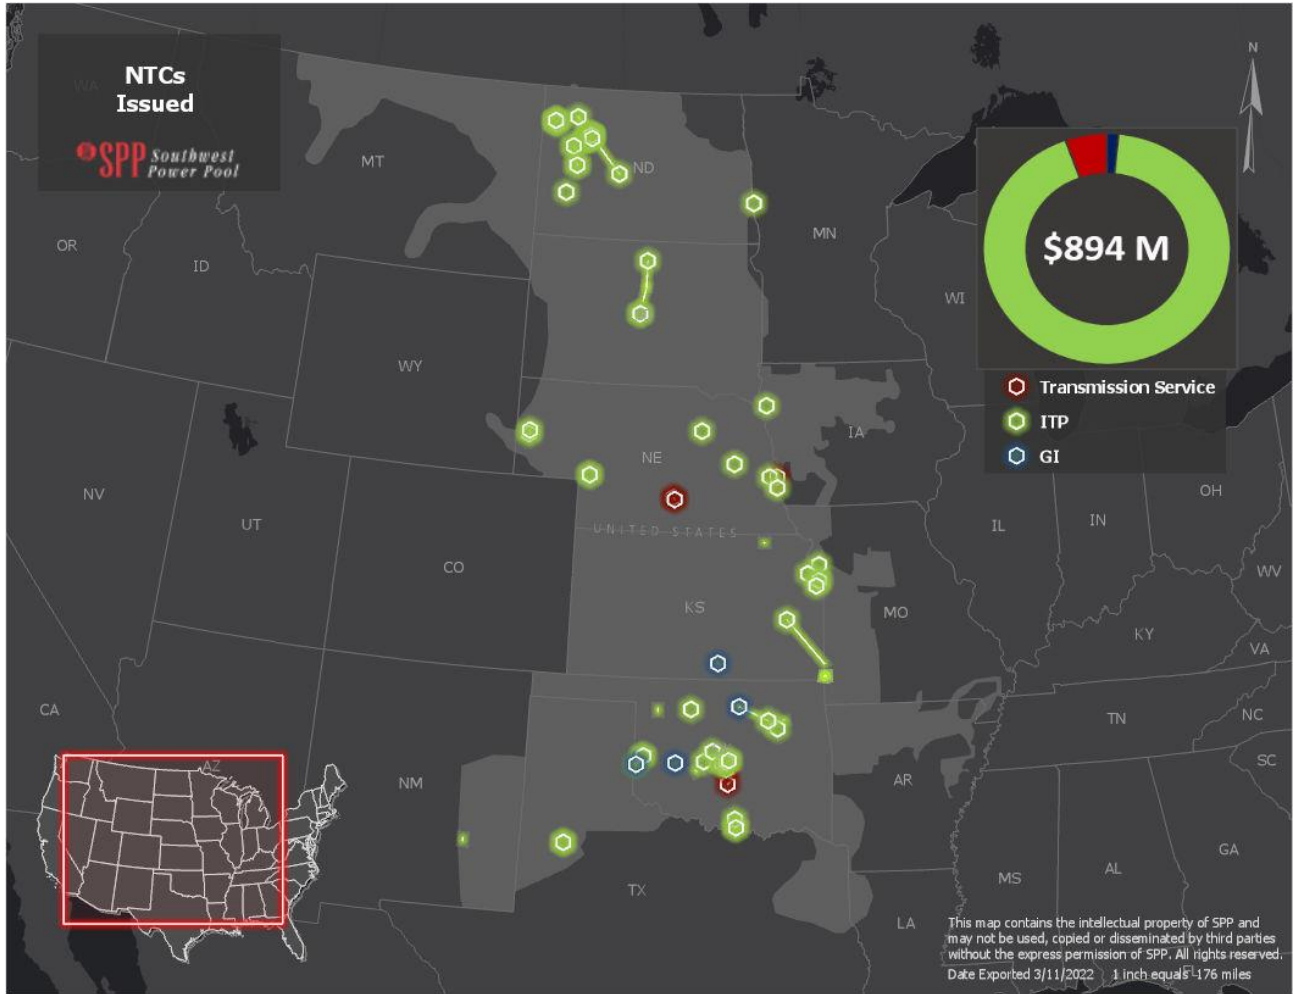 NTCs
Issued
SPP Southwest
Power Pool
N
WA
MT
ND
MN
OR
ID
WI
$894 M
WY
Transmission Service
ITP
GI
IA
NE
NV
UT
OH
IL
IN
UNITED STATES
CO
WV
KS
MO
KY
VA
CA
TN
NC
AZ
SC
NM
AR
GA
TX
MS
AL
LA
This map contains the intellectual property of SPP and
may not be used, copied or disseminated by third parties
without the express permission of SPP. All rights reserved.
FL
Date Exported 3/11/2022 1 inch equals 176 miles